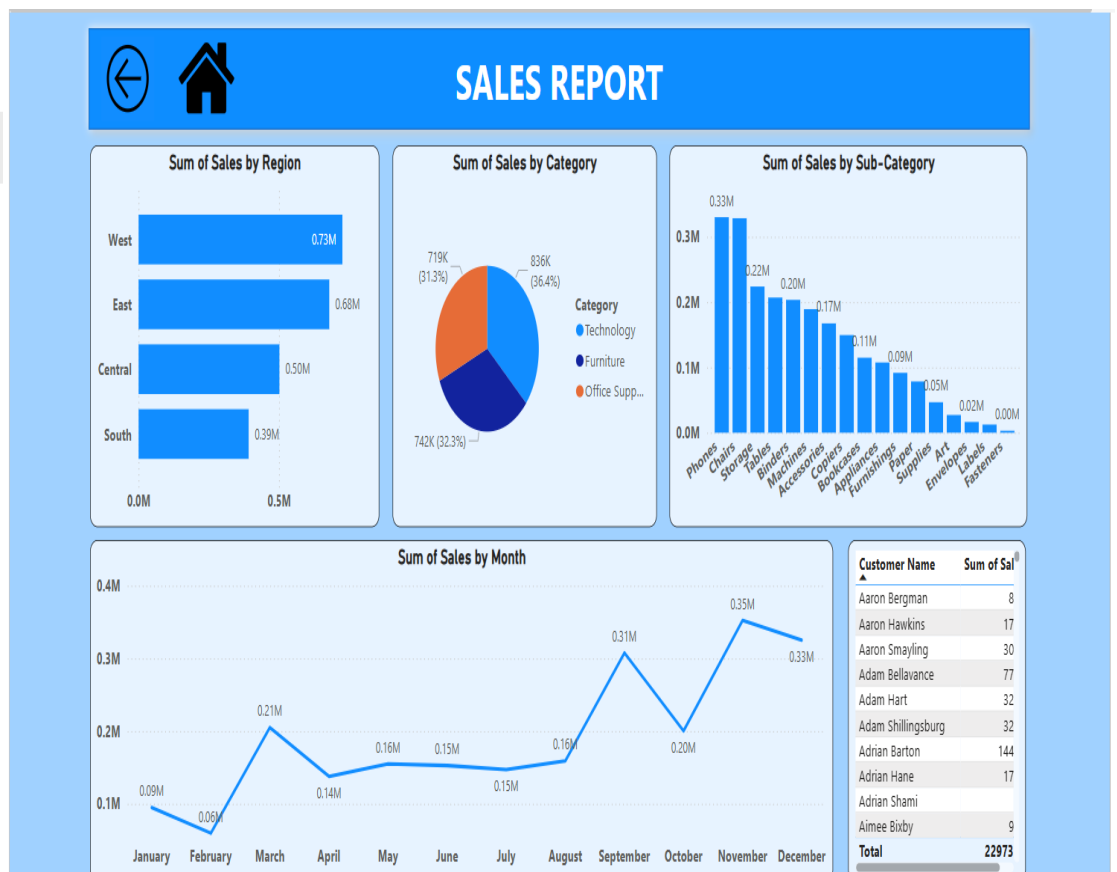 SALES REPORT
Sum of Sales by Region
West
0.73M
East
0.68M
Central
0.50M
South
0.39M
0.0M
0.5M
Sum of Sales by Category
719K
(31.3%)
836K
(36.4%)
742K (32.3%)
Category
Technology
Furniture
Office Supp...
Sum of Sales by Sub-Category
0.3M
0.2M
0.1M
0.0M
0.33M
0.22M
0.20M
0.17M
0.11M
0.09M
0.05M
0.02M
0.00M
Phones
Chairs
Storage
Tables
Binders
Machines
Accessories
Copiers
Bookcases
Appliances
Furnishings
Paper
Supplies
Art
Envelopes
Labels
Fasteners
Sum of Sales by Month
0.4M
0.3M
0.2M
0.1M
0.09M
0.06M
0.21M
0.14M
0.16M
0.15M
0.15M
0.16M
0.31M
0.20M
0.35M
0.33M
January February March April May June July August September October November December
Customer Name Sum of Sal
Aaron Bergman 8
Aaron Hawkins 17
Aaron Smayling 30
Adam Bellavance 77
Adam Hart 32
Adam Shillingsburg 32
Adrian Barton 144
Adrian Hane 17
Adrian Shami
Aimee Bixby 9
Total 22973